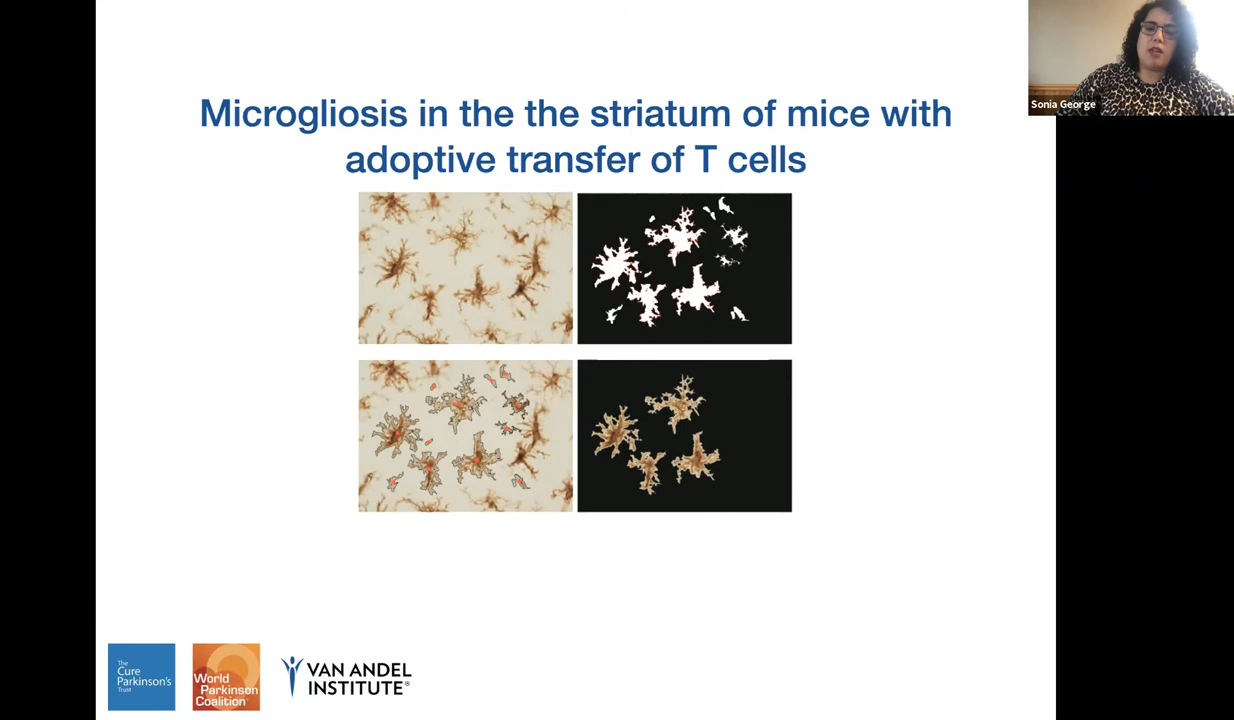 Microgliosis in the the striatum of mice with
adoptive transfer of T cells
Sonia George
The
Cure
Parkinson's
Trust
World
Parkinson
Coalition
VAN ANDEL
INSTITUTE®